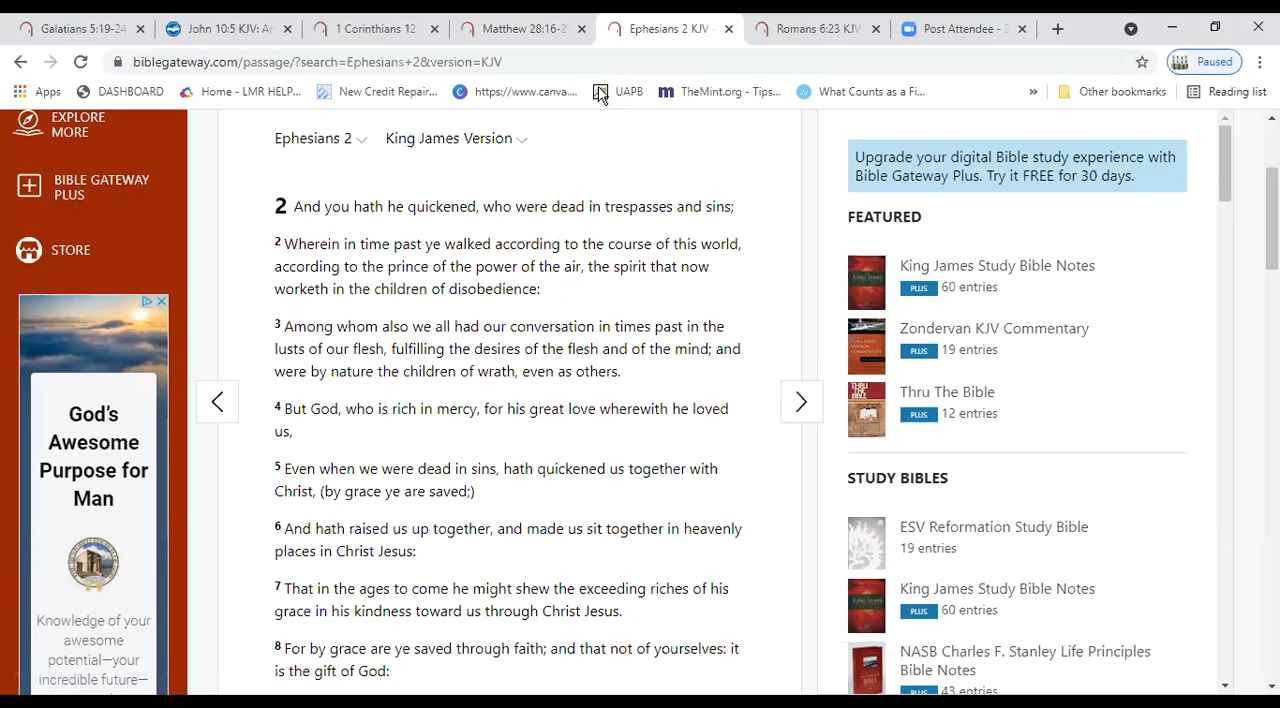 Galatians 5:19-24
John 10:5 KJV: A
1 Corinthians 12
Matthew 28:16-2
Ephesians 2 KJV -
Romans 6:23 KJV
Post Attendee - Z
biblegateway.com/passage/?search=Ephesians+2&version=KJV
Paused
Apps
DASHBOARD
Home - LMR HELP...
New Credit Repair...
https://www.canva....
UAPB
TheMint.org - Tips...
What Counts as a Fi...
»
Other bookmarks
Reading list
EXPLORE
MORE
BIBLE GATEWAY
PLUS
STORE
God's
Awesome
Purpose for
Man
Knowledge of your
awesome
potential—your
incredible future—
Ephesians 2
King James Version
2 And you hath he quickened, who were dead in trespasses and sins;
2 Wherein in time past ye walked according to the course of this world,
according to the prince of the power of the air, the spirit that now
worketh in the children of disobedience:
3 Among whom also we all had our conversation in times past in the
lusts of our flesh, fulfilling the desires of the flesh and of the mind; and
were by nature the children of wrath, even as others.
4 But God, who is rich in mercy, for his great love wherewith he loved
us,
5 Even when we were dead in sins, hath quickened us together with
Christ, (by grace ye are saved;)
6 And hath raised us up together, and made us sit together in heavenly
places in Christ Jesus:
7 That in the ages to come he might shew the exceeding riches of his
grace in his kindness toward us through Christ Jesus.
8 For by grace are ye saved through faith; and that not of yourselves: it
is the gift of God:
Upgrade your digital Bible study experience with
Bible Gateway Plus. Try it FREE for 30 days.
FEATURED
King James Study Bible Notes
PLUS 60 entries
Zondervan KJV Commentary
PLUS 19 entries
Thru The Bible
PLUS 12 entries
STUDY BIBLES
ESV Reformation Study Bible
19 entries
King James Study Bible Notes
PLUS 60 entries
NASB Charles F. Stanley Life Principles
Bible Notes
PLUS 43 entries